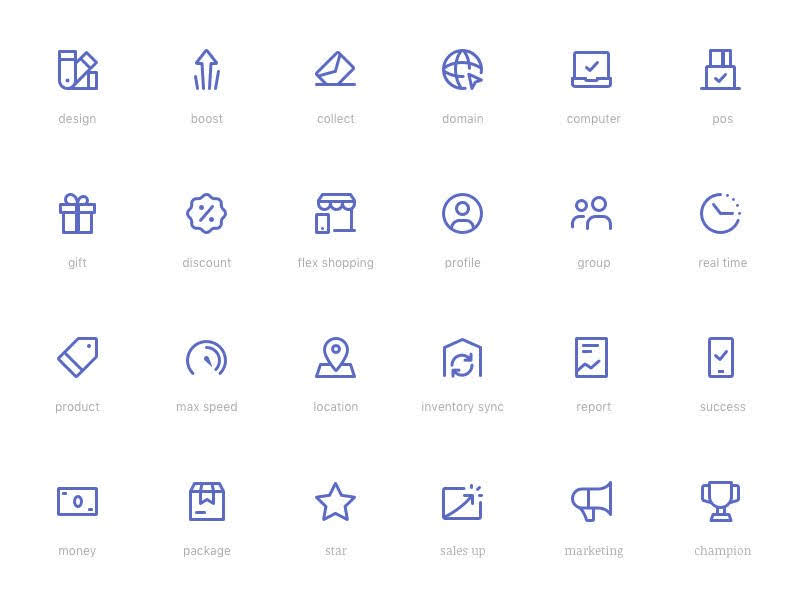 design boost collect domain computer pos
gift discount flex shopping profile group real time
product max speed location inventory sync report success
money package star sales up marketing champion